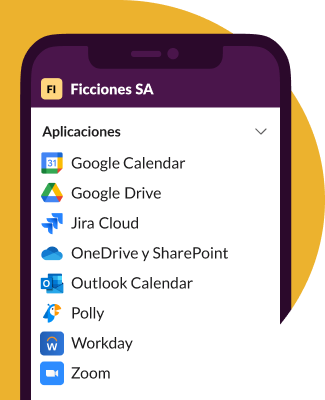 FI Ficciones SA
Aplicaciones
31 Google Calendar
Google Drive
Jira Cloud
OneDrive y SharePoint
O Outlook Calendar
Polly
W Workday
Zoom